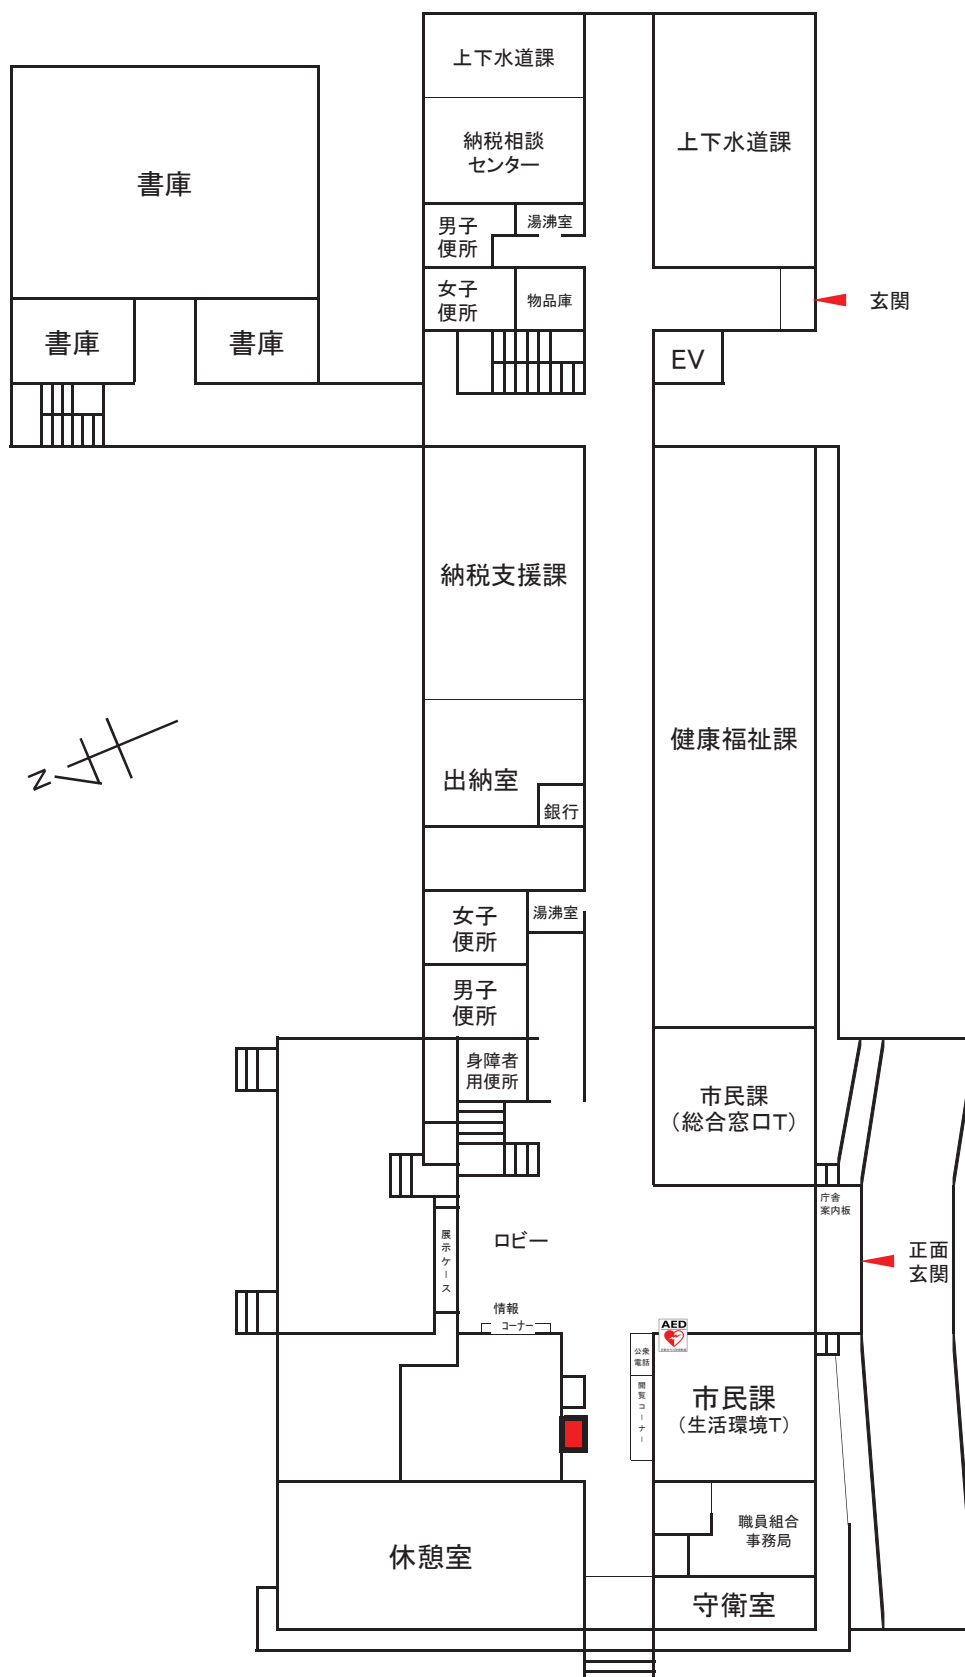 上下水道課
納税相談
センター
上下水道課
書庫
男子
便所
湯沸室
女子
便所
物品庫
玄関
書庫
書庫
EV
納税支援課
健康福祉課
N
出納室
銀行
女子
便所
湯沸室
男子
便所
身障者
用便所
市民課
（総合窓口T）
庁舎
案内板
展示ケース
ロビー
正面
玄関
情報
コーナー
AED
公衆
電話
閲覧コーナー
市民課
（生活環境T）
職員組合
事務局
休憩室
守衛室